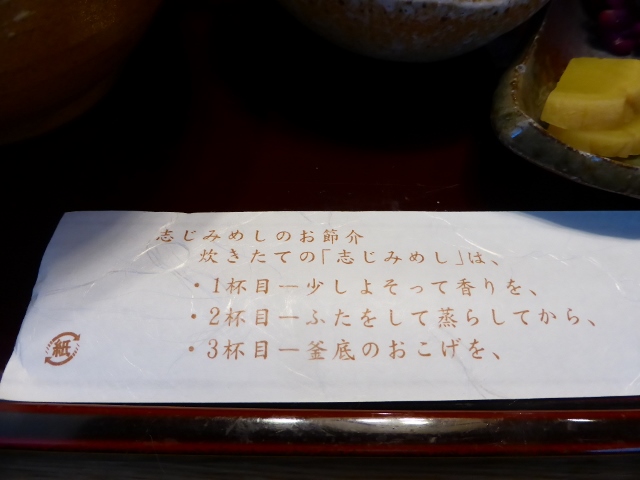 志じみめしのお節介
炊きたての「志じみめし」は、
・1杯目ー少しよそって香りを、
・2杯目ーふたをして蒸らしてから、
・3杯目ー釜底のおこげを、
紙